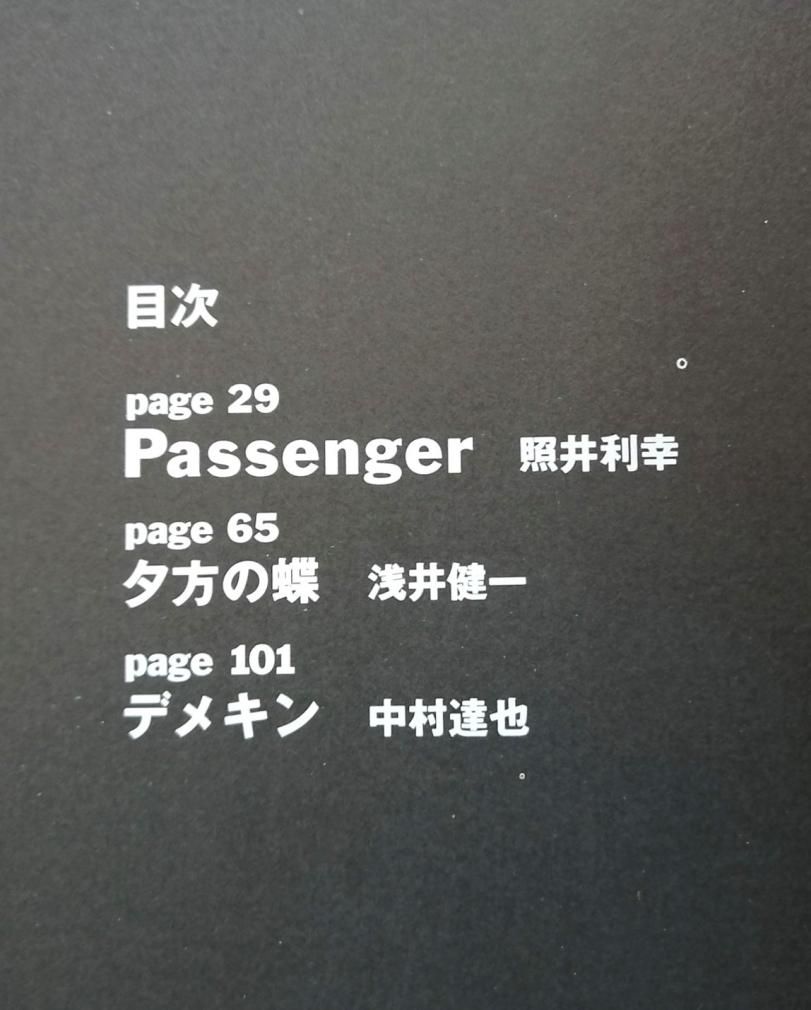 目次
page 29
Passenger 照井利幸
page 65
夕方の蝶 浅井健一
page 101
デメキン 中村達也